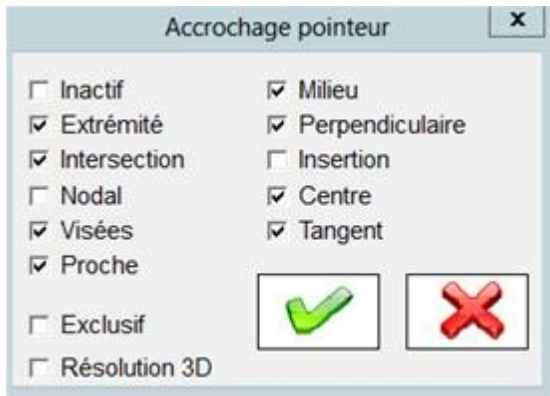 Accrochage pointeur
Inactif
Extrémité
Intersection
Nodal
Visées
Proche
Exclusif
Résolution 3D
Milieu
Perpendiculaire
Insertion
Centre
Tangent